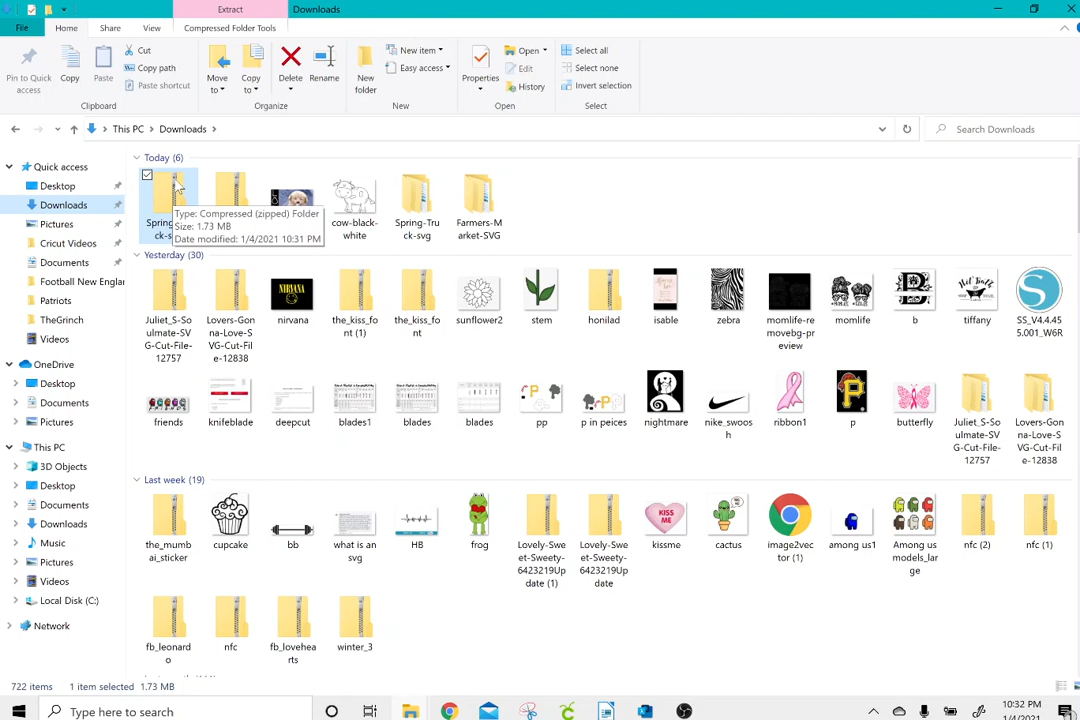 Extract
Downloads
File
Home
Share
View
Compressed Folder Tools
Pin to Quick
access
Copy
Paste
Cut
Copy path
Paste shortcut
Clipboard
Move
to
Copy
to
Delete
Rename
Organize
New
folder
New item
Easy access
New
Properties
Open
Edit
History
Open
Select all
Select none
Invert selection
Select
This PC
Downloads
Search Downloads
Quick access
Desktop
Downloads
Pictures
Cricut Videos
Documents
Football New Englar
Patriots
TheGrinch
Videos
OneDrive
Desktop
Documents
Pictures
This PC
3D Objects
Desktop
Documents
Downloads
Music
Pictures
Videos
Local Disk (C:)
Network
Today (6)
Spring
ck-s
Type: Compressed (zipped) Folder
Size: 1.73 MB
Date modified: 1/4/2021 10:31 PM
cow-black-
white
Spring-Tru
ck-svg
Farmers-M
arket-SVG
Yesterday (30)
Juliet_S-So
ulmate-SV
G-Cut-File-
12757
Lovers-Gon
na-Love-S
VG-Cut-Fil
e-12838
NIRVANA
nirvana
the_kiss_fo
nt (1)
the_kiss_fo
nt
sunflower2
stem
honilad
isable
zebra
momlife-re
movebg-pr
eview
momlife
B
b
tiffany
S
SS_V4.4.45
5.001_W6R
friends
knifeblade
deepcut
blades1
blades
blades
P
pp
P
p in peices
nightmare
nike_swoos
h
ribbon1
P
p
butterfly
Juliet_S-So
ulmate-SV
G-Cut-File-
12757
Lovers-Gon
na-Love-S
VG-Cut-Fil
e-12838
Last week (19)
the_mumb
ai_sticker
cupcake
bb
what is an
svg
HB
frog
Lovely-Swe
et-Sweety-
6423219Up
date (1)
Lovely-Swe
et-Sweety-
6423219Up
date
KISS
ME
kissme
cactus
image2vec
tor (1)
among us1
Among us
models_lar
ge
nfc (2)
nfc (1)
fb_leonard
o
nfc
fb_lovehea
rts
winter_3
722 items
1 item selected 1.73 MB
Type here to search
10:32 PM
1/4/2021